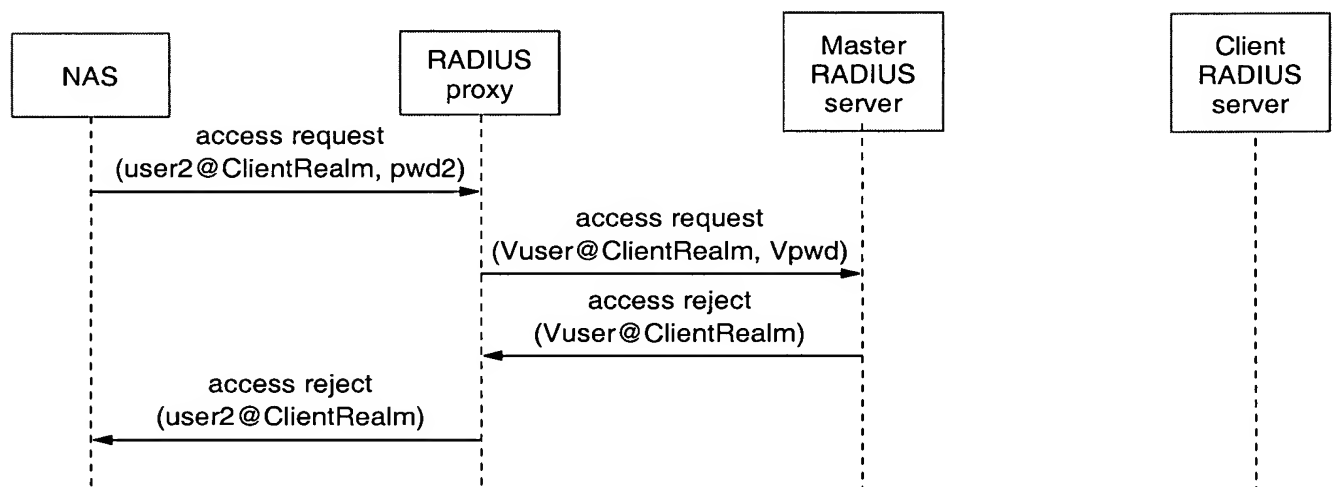 NAS
RADIUS
proxy
Master
RADIUS
server
Client
RADIUS
server
access request
(user2@ClientRealm, pwd2)
access request
(Vuser@ClientRealm, Vpwd)
access reject
(Vuser@ClientRealm)
access reject
(user2@ClientRealm)